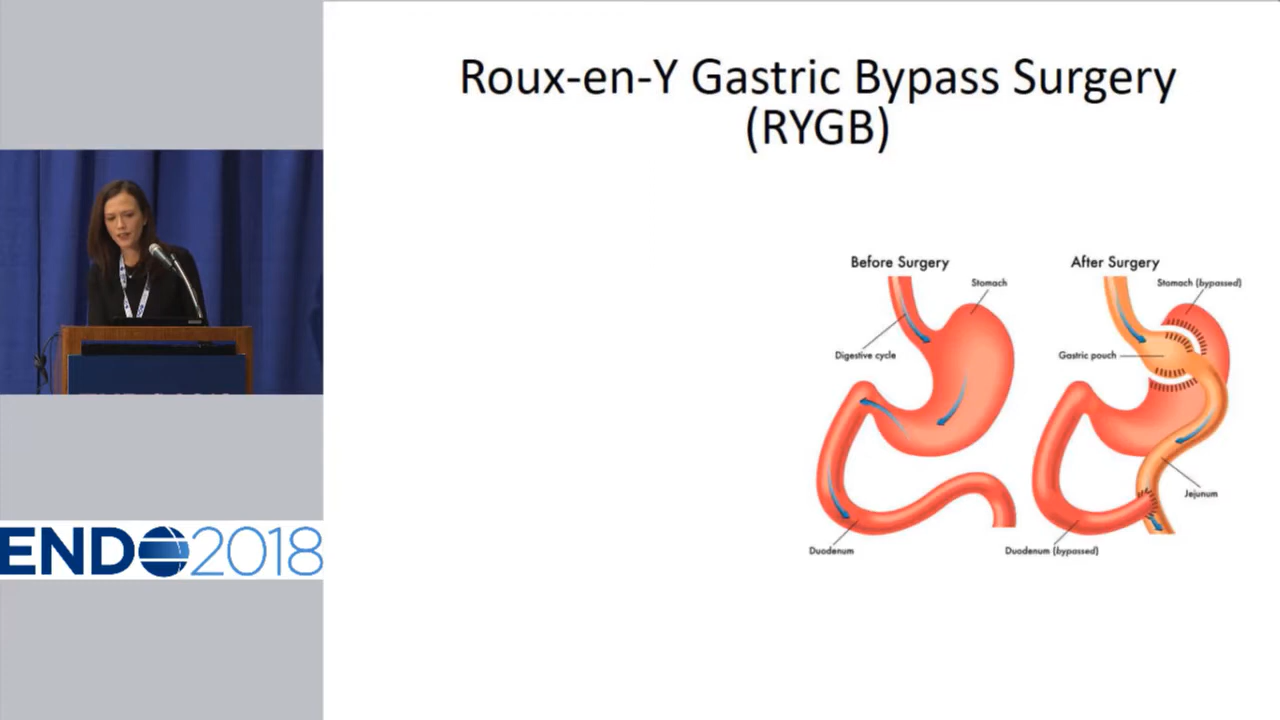 Roux-en-Y Gastric Bypass Surgery
(RYGB)
Before Surgery
Stomach
Digestive cycle
Duodenum
After Surgery
Stomach (bypassed)
Gastric pouch
Jejunum
Duodenum (bypassed)
ENDO2018